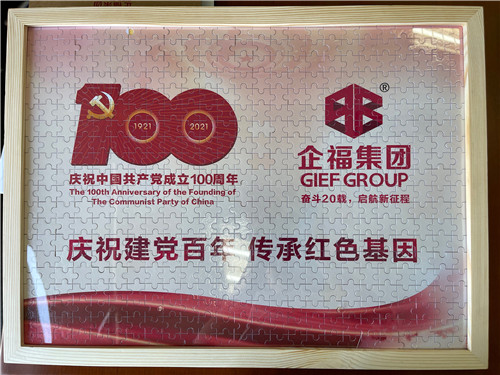 100
1921 2021
庆祝中国共产党成立100周年
The 100th Anniversary of the Founding of
The Communist Party of China
®
企福集团
GIEF GROUP
奋斗20载，启航新征程
庆祝建党百年 传承红色基因